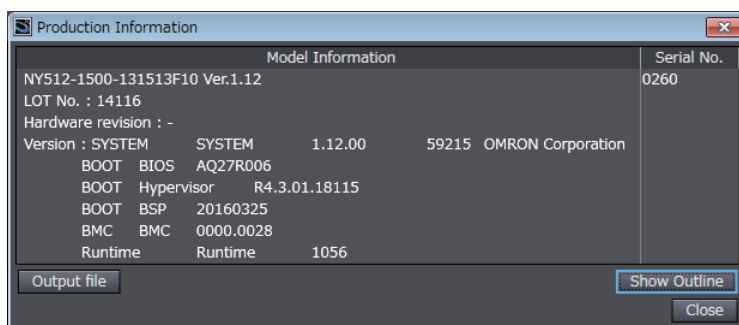 Production Information
Model Information Serial No.
NY512-1500-131513F10 Ver.1.12 0260
LOT No. : 14116
Hardware revision : -
Version : SYSTEM SYSTEM 1.12.00 59215 OMRON Corporation
BOOT BIOS AQ27R006
BOOT Hypervisor R4.3.01.18115
BOOT BSP 20160325
BMC BMC 0000.0028
Runtime Runtime 1056
Output file Show Outline
Close